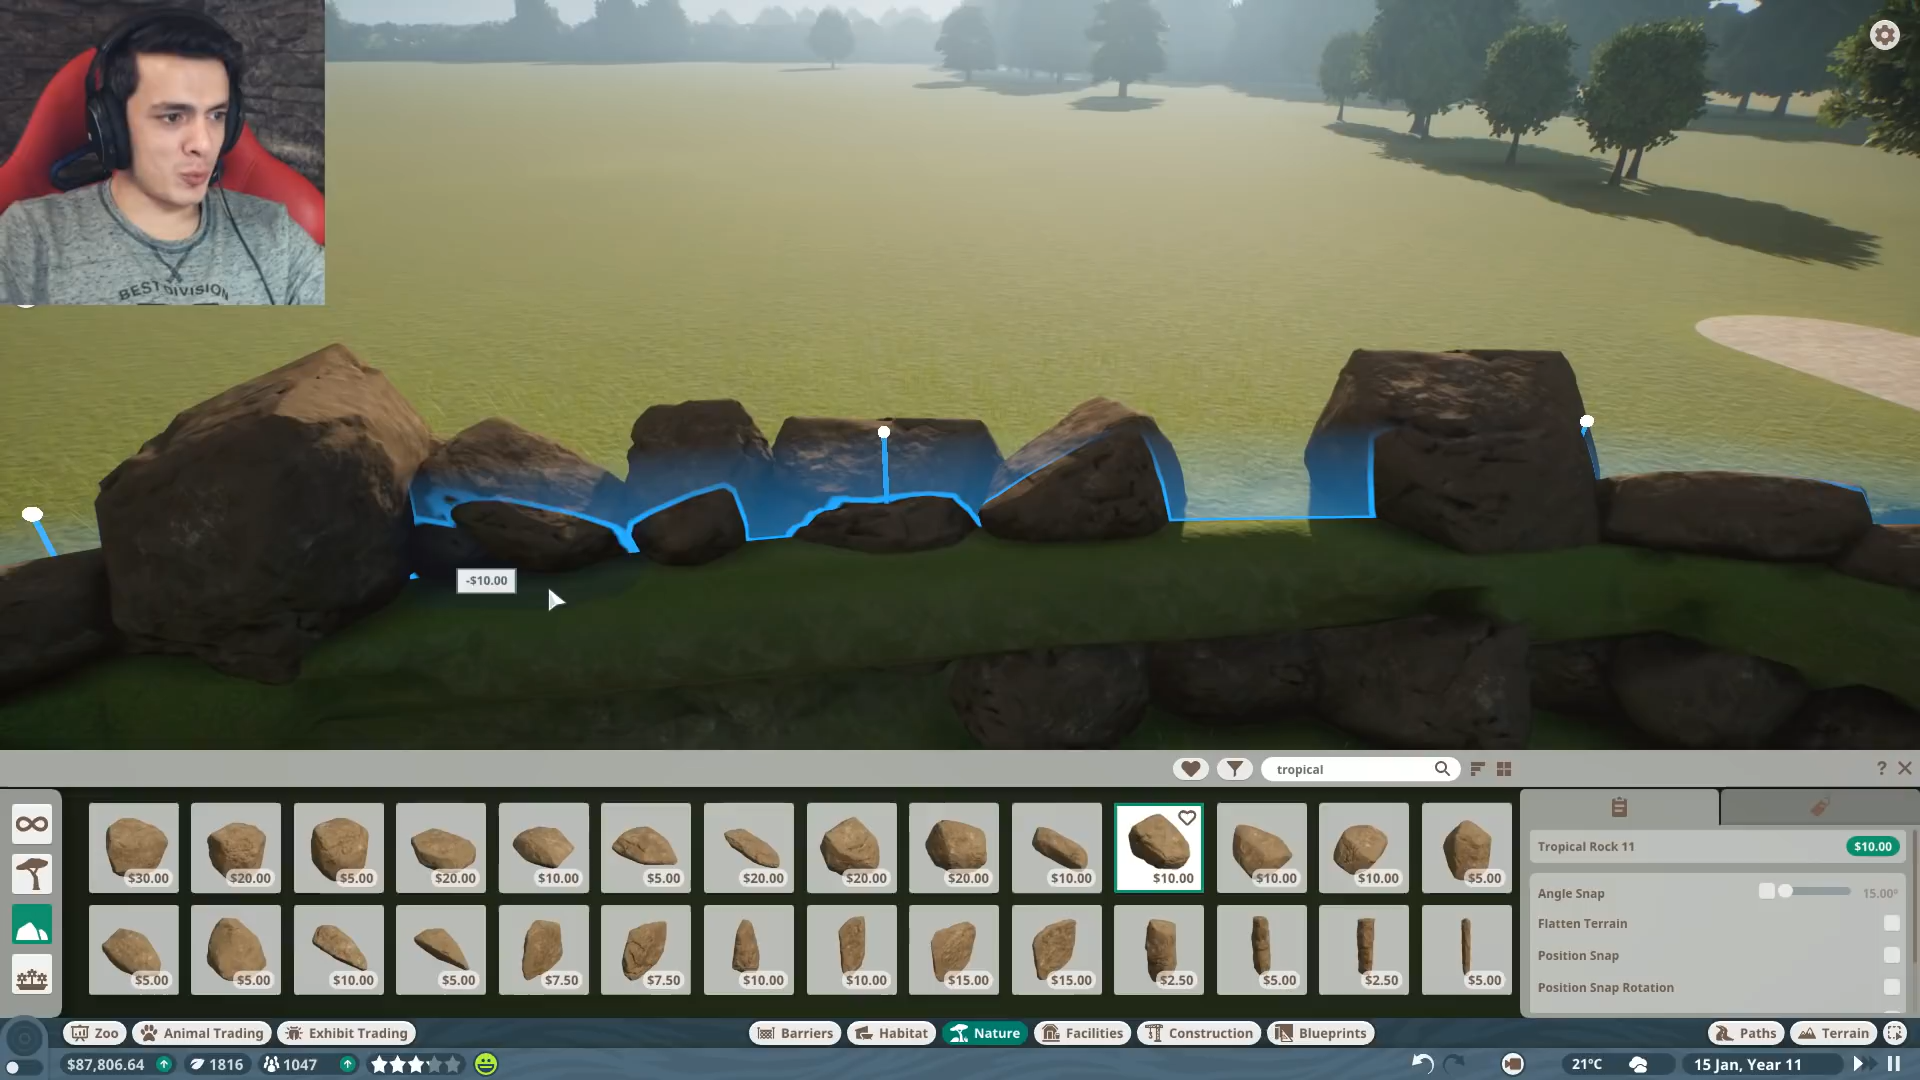 BEST DIVISION
-$10.00
tropical
?
$30.00 $20.00 $5.00 $20.00 $10.00 $5.00 $20.00 $20.00 $20.00 $10.00 $10.00 $10.00 $10.00 $5.00
$5.00 $5.00 $10.00 $5.00 $7.50 $7.50 $10.00 $10.00 $15.00 $15.00 $2.50 $5.00 $2.50 $5.00
Tropical Rock 11 $10.00
Angle Snap 15.00°
Flatten Terrain
Position Snap
Position Snap Rotation
Zoo Animal Trading Exhibit Trading Barriers Habitat Nature Facilities Construction Blueprints Paths Terrain
$87,806.64 1816 1047 21°C 15 Jan, Year 11